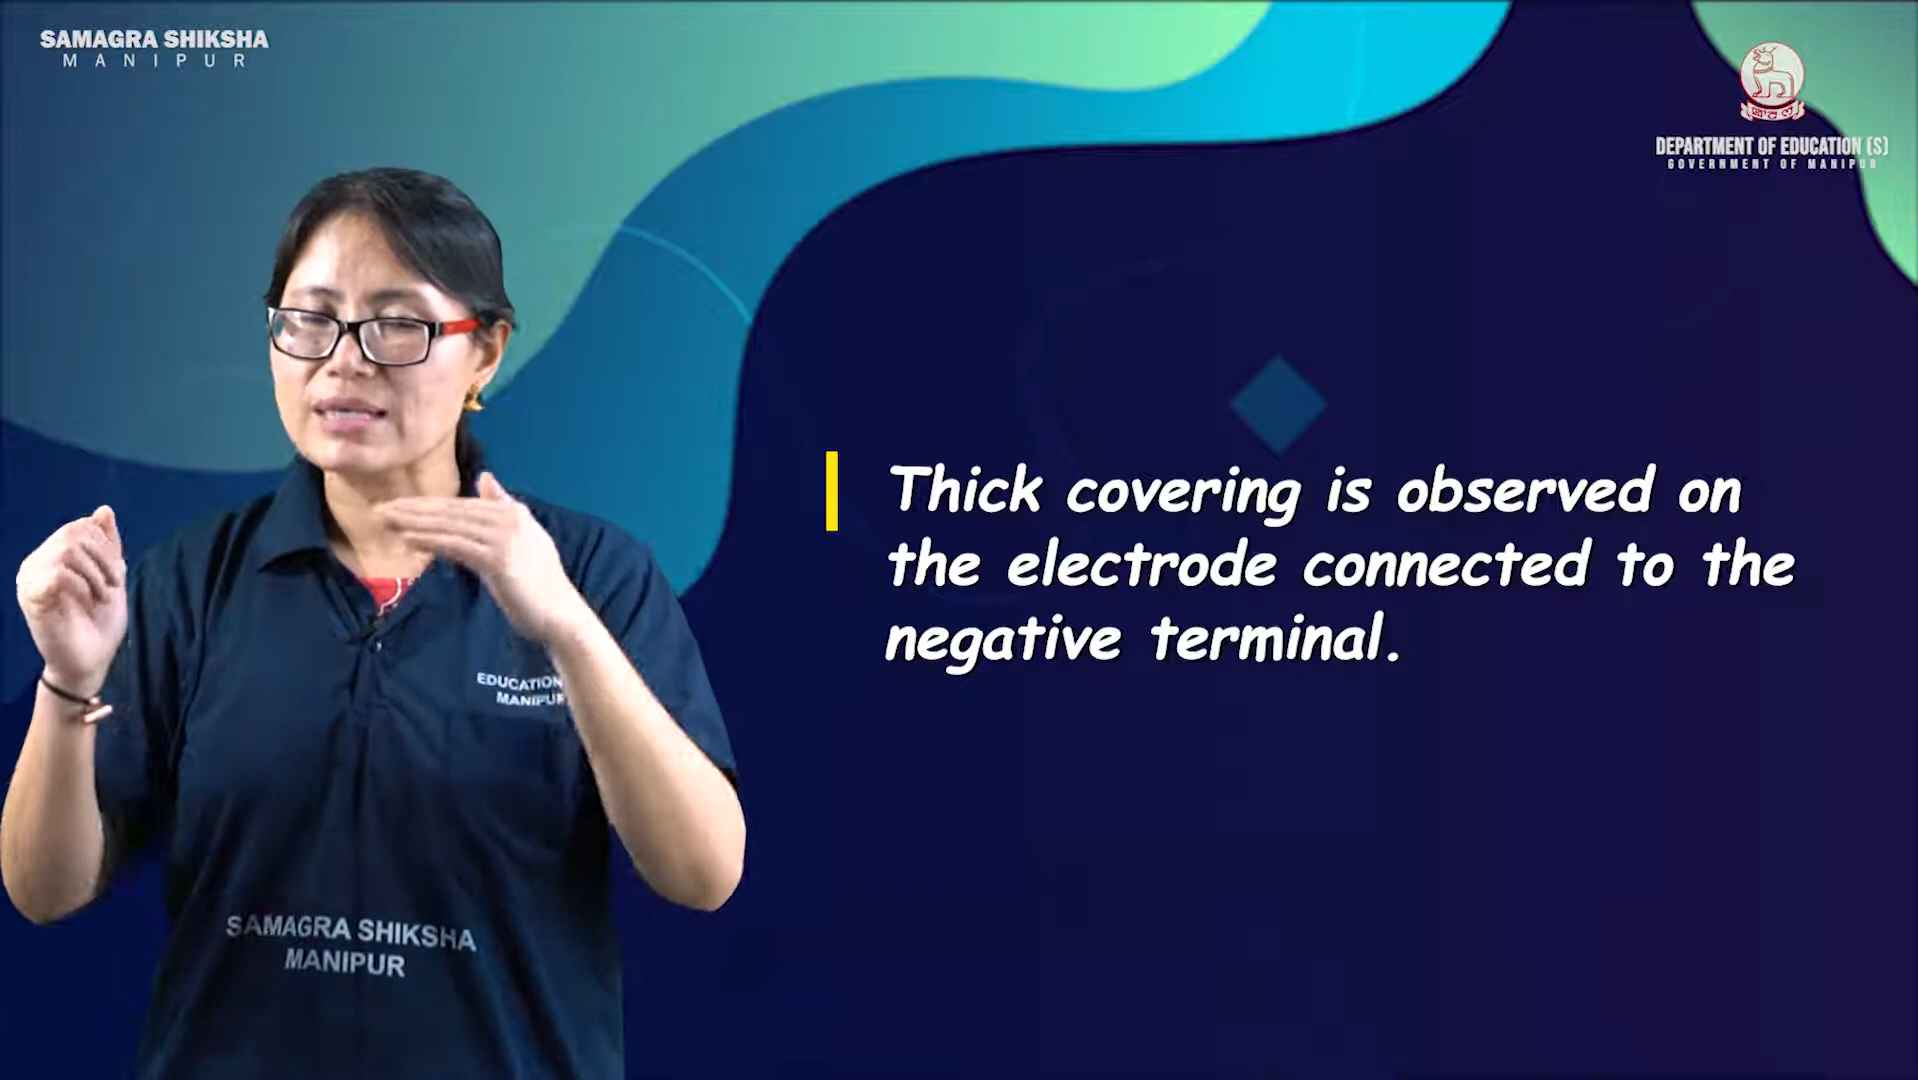 SAMAGRA SHIKSHA
MANIPUR
DEPARTMENT OF EDUCATION (S)
GOVERNMENT OF MANIPUR
Thick covering is observed on
the electrode connected to the
negative terminal.
EDUCATION
MANIPUR
SAMAGRA SHIKSHA
MANIPUR